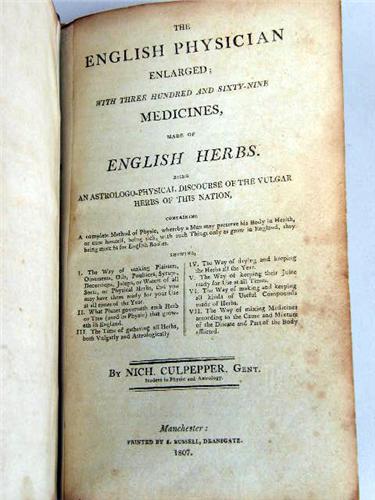 THE
ENGLISH PHYSICIAN
ENLARGED;
WITH THREE HUNDRED AND SIXTY-NINE
MEDICINES,
MADE OF
ENGLISH HERBS.
BEING
AN ASTROLOGO-PHYSICAL DISCOURSE OF THE VULGAR
HERBS OF THIS NATION,
CONTAINING
A complete Method of Physic, whereby a Man may preserve his Body in Health,
or cure himself, being sick, with such Things only as grow in England, they
being most fit for English Bodies.
SHOWING,
I. The Way of making Plaisters,
Ointments, Oils, Poultices, Syrups,
Decoctions, Juleps, or Waters of all
Sorts, or Physical Herbs, that you
may have them ready for your Use
at all times of the Year.
II. What Planet governeth each Herb
or Tree (used in Physic) that grow-
eth in England.
III. The Time of gathering all Herbs,
both Vulgarly and Astrologically
IV. The Way of drying and keeping
the Herbs all the Year.
V. The Way of keeping their Juice
ready for Use at all Times.
VI. The Way of making and keeping
all Kinds of Useful Compounds
made of Herbs.
VII. The Way of mixing Medicines
according to the Cause and Mixture
of the Disease and Part of the Body
afflicted.
BY NICH. CULPEPPER, GENT.
Student in Physic and Astrology.
Manchester:
PRINTED BY S. RUSSELL, DEANSGATE.
1807.